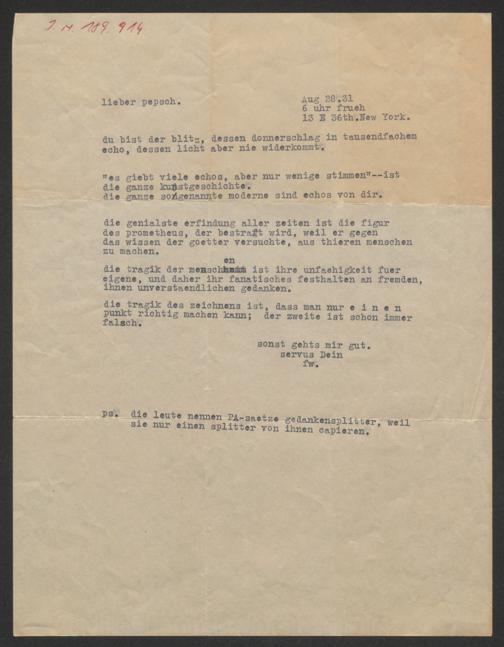 I.N. 189.914
lieber pepsch.
Aug 28.31
6 uhr frueh
13 E 36th.New York.
du bist der blitz, dessen donnerschlag in tausendfachem
echo, dessen licht aber nie widerkommt.
"es giebt viele echos, aber nur wenige stimmen"--ist
die ganze kunstgeschichte.
die ganze sogenannte moderne sind echos von dir.
die genialste erfindung aller zeiten ist die figur
des prometheus, der bestraft wird, weil er gegen
das wissen der goetter versuchte, aus thieren menschen
zu machen.
en
die tragik der mensch ist ihre unfaehigkeit fuer
eigene, und daher ihr fanatisches festhalten an fremden,
ihnen unverstaendlichen gedanken.
die tragik des zeichnens ist, dass man nur e i n e n
punkt richtig machen kann; der zweite ist schon immer
falsch.
sonst gehts mir gut.
servus Dein
fw.
ps. die leute nennen PA-saetze gedankensplitter, weil
sie nur einen splitter von ihnen capieren.